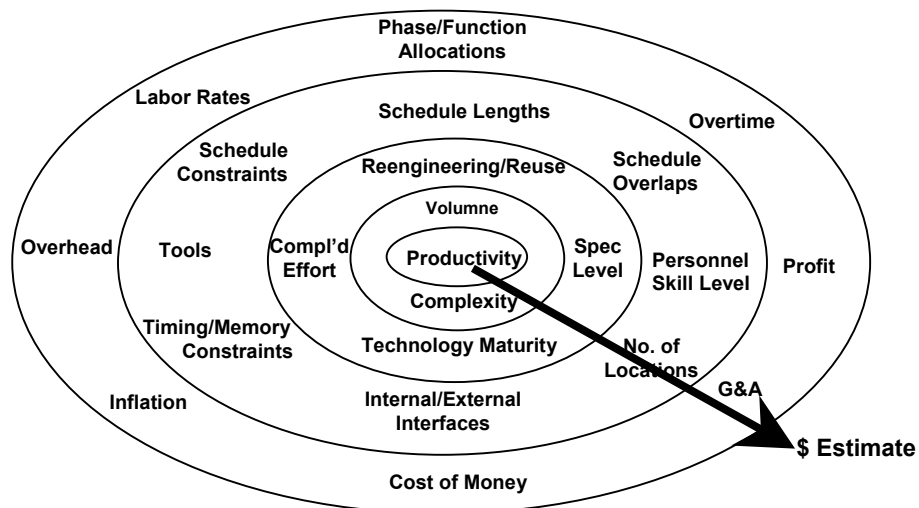 Phase/Function
Allocations
Labor Rates
Schedule Lengths
Overtime
Schedule
Constraints
Reengineering/Reuse
Schedule
Overlaps
Volumne
Overhead
Tools
Compl'd
Effort
Productivity
Spec
Level
Personnel
Skill Level
Profit
Complexity
Timing/Memory
Constraints
Technology Maturity
No. of
Locations
Inflation
Internal/External
Interfaces
G&A
$ Estimate
Cost of Money